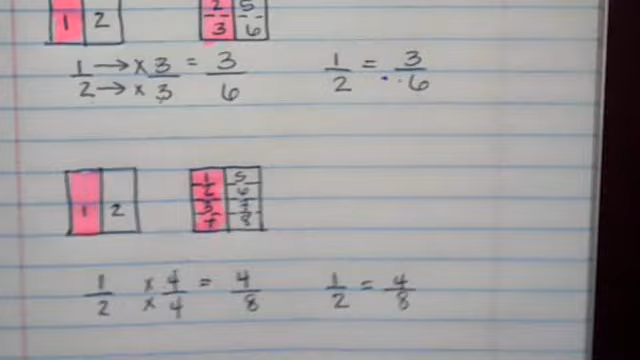 1 2 2 5
3 6
1/2 → × 3/3 = 3/6 1/2 = 3/6
1 2 1 5
2 6
3 7
8
1/2 × 4/4 = 4/8 1/2 = 4/8